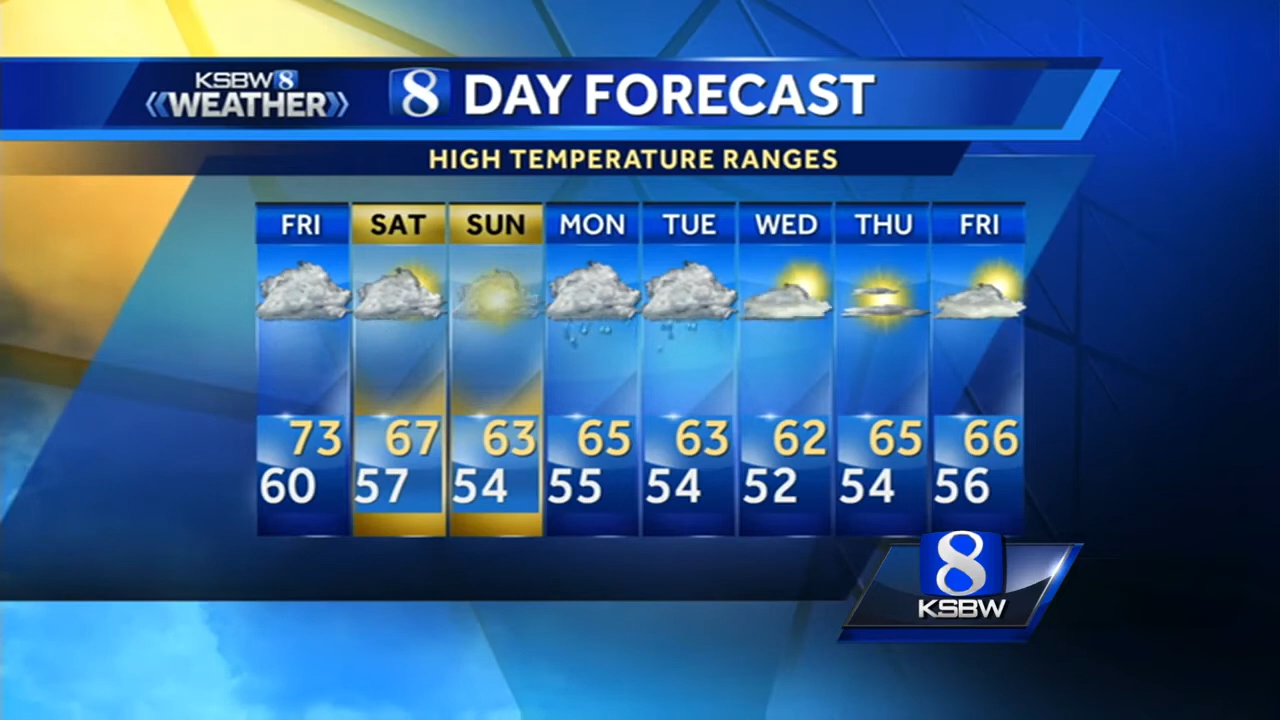 KSBW 8
WEATHER
8 DAY FORECAST
HIGH TEMPERATURE RANGES
FRI SAT SUN MON TUE WED THU FRI
73 67 63 65 63 62 65 66
60 57 54 55 54 52 54 56
8
KSBW